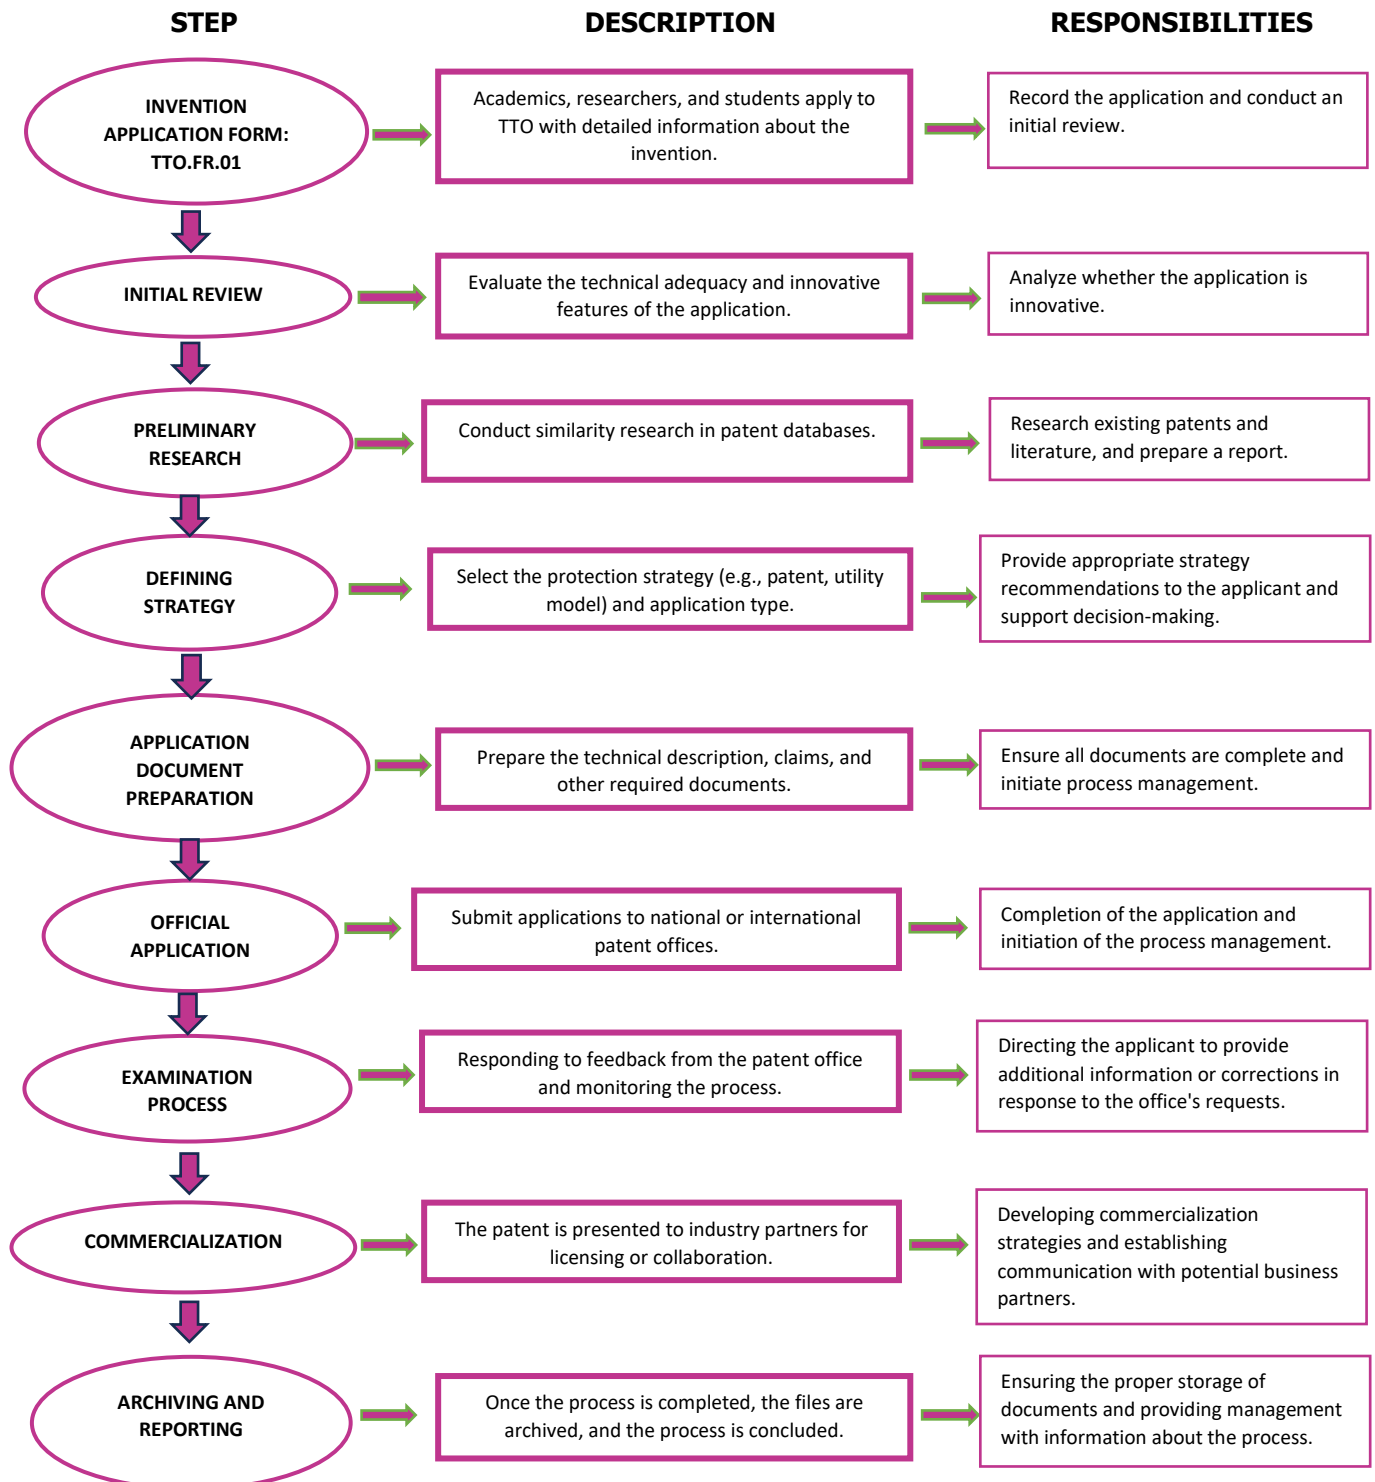 STEP DESCRIPTION RESPONSIBILITIES
INVENTION
APPLICATION FORM:
TTO.FR.01
Academics, researchers, and students apply to
TTO with detailed information about the
invention.
Record the application and conduct an
initial review.
INITIAL REVIEW
Evaluate the technical adequacy and innovative
features of the application.
Analyze whether the application is
innovative.
PRELIMINARY
RESEARCH
Conduct similarity research in patent databases.
Research existing patents and
literature, and prepare a report.
DEFINING
STRATEGY
Select the protection strategy (e.g., patent, utility
model) and application type.
Provide appropriate strategy
recommendations to the applicant and
support decision-making.
APPLICATION
DOCUMENT
PREPARATION
Prepare the technical description, claims, and
other required documents.
Ensure all documents are complete and
initiate process management.
OFFICIAL
APPLICATION
Submit applications to national or international
patent offices.
Completion of the application and
initiation of the process management.
EXAMINATION
PROCESS
Responding to feedback from the patent office
and monitoring the process.
Directing the applicant to provide
additional information or corrections in
response to the office's requests.
COMMERCIALIZATION
The patent is presented to industry partners for
licensing or collaboration.
Developing commercialization
strategies and establishing
communication with potential business
partners.
ARCHIVING AND
REPORTING
Once the process is completed, the files are
archived, and the process is concluded.
Ensuring the proper storage of
documents and providing management
with information about the process.